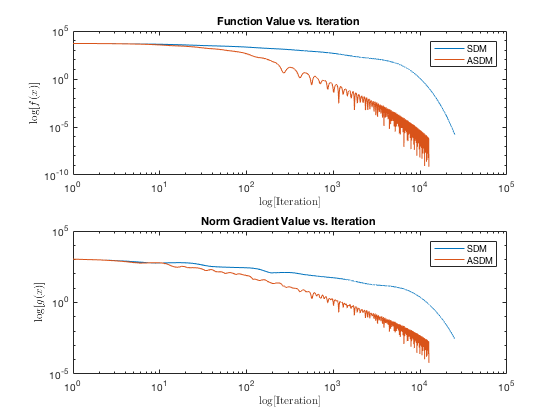 Function Value vs. Iteration
10^5
10^0
10^-5
10^-10
log[f(x)]
SDM
ASDM
10^0 10^1 10^2 10^3 10^4 10^5
log[Iteration]
Norm Gradient Value vs. Iteration
10^5
10^0
10^-5
log[g(x)]
SDM
ASDM
10^0 10^1 10^2 10^3 10^4 10^5
log[Iteration]